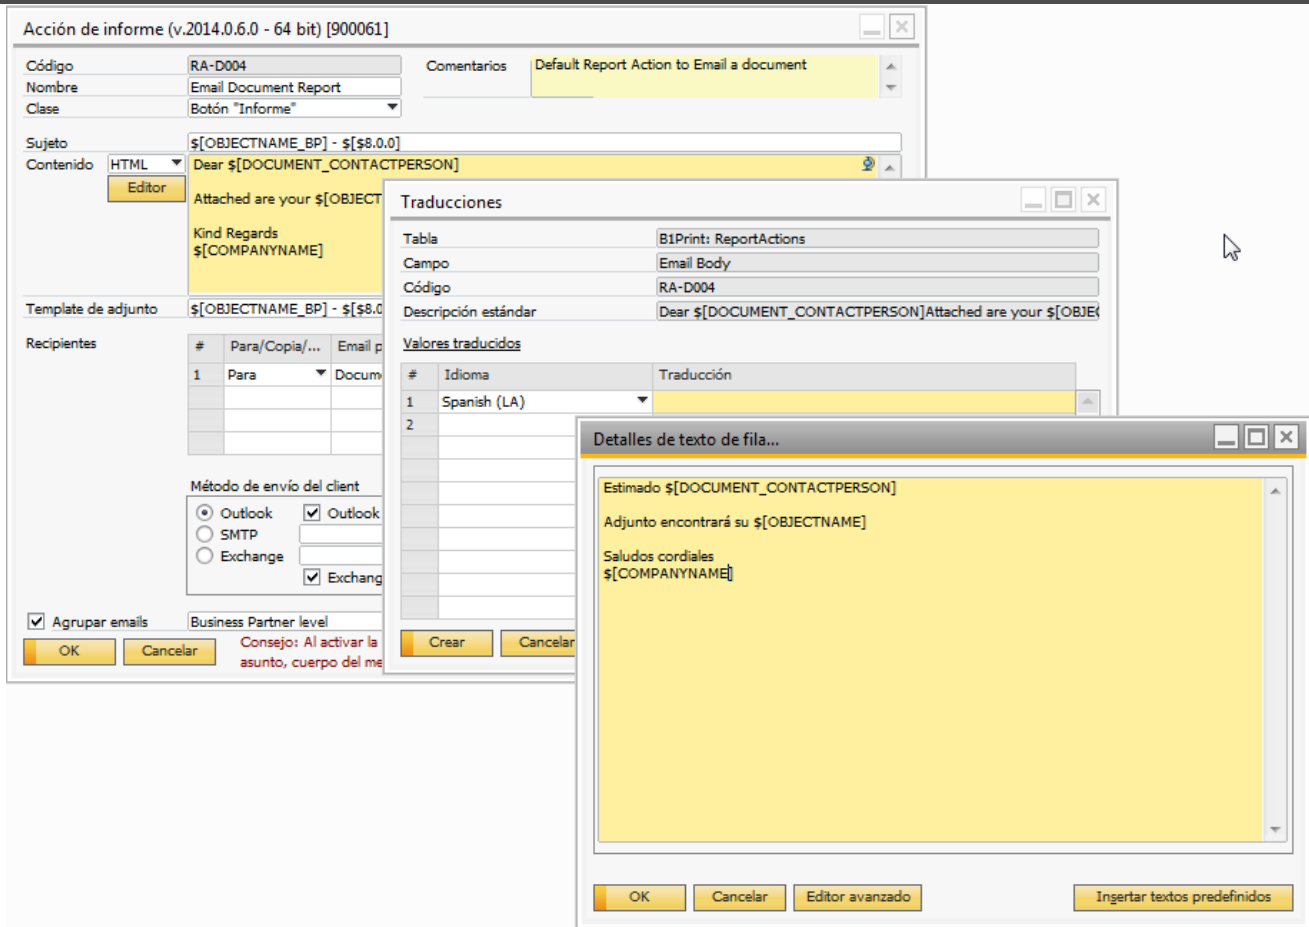 Acción de informe (v.2014.0.6.0 - 64 bit) [900061]
Código RA-D004
Comentarios Default Report Action to Email a document
Nombre Email Document Report
Clase Botón "Informe"
Sujeto $[OBJECTNAME_BP] - $[$8.0.0]
Contenido HTML Dear $[DOCUMENT_CONTACTPERSON]
Editor
Attached are your $[OBJECT
Kind Regards
$[COMPANYNAME]
Template de adjunto $[OBJECTNAME_BP] - $[$8.0
Recipientes
# Para/Copia/... Email p
1 Para Docum
Método de envío del client
Outlook Outlook
SMTP
Exchange
Exchang
Agrupar emails Business Partner level
OK Cancelar
Consejo: Al activar la
asunto, cuerpo del me
Traducciones
Tabla B1Print: ReportActions
Campo Email Body
Código RA-D004
Descripción estándar Dear $[DOCUMENT_CONTACTPERSON]Attached are your $[OBJE(
Valores traducidos
# Idioma Traducción
1 Spanish (LA)
2
Crear Cancelar
Detalles de texto de fila...
Estimado $[DOCUMENT_CONTACTPERSON]
Adjunto encontrará su $[OBJECTNAME]
Saludos cordiales
$[COMPANYNAME]
OK Cancelar Editor avanzado Insertar textos predefinidos